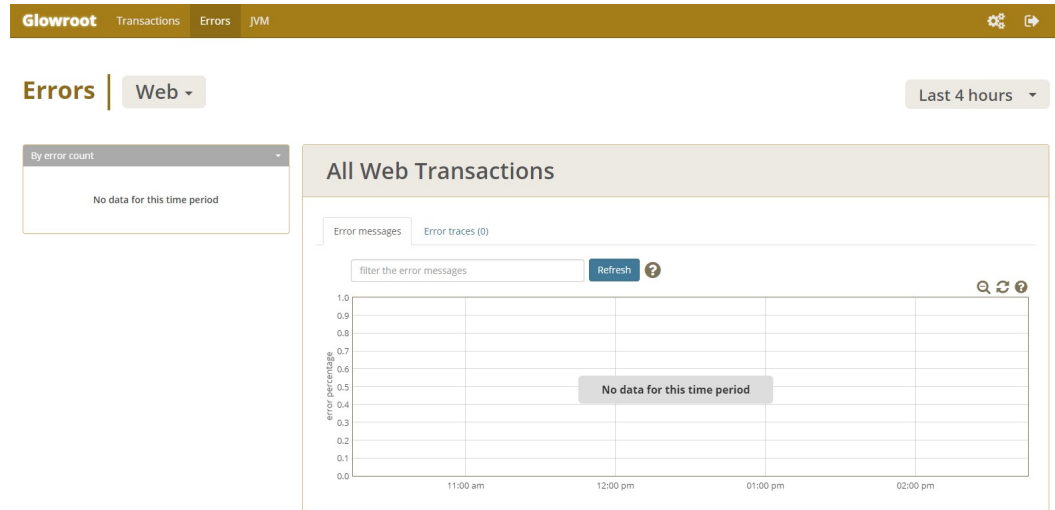 Glowroot Transactions Errors JVM
Errors Web
Last 4 hours
By error count
No data for this time period
All Web Transactions
Error messages Error traces (0)
filter the error messages Refresh ?
?
1.0
0.9
0.8
0.7
0.6
0.5
0.4
0.3
0.2
0.1
0.0
error percentage
No data for this time period
11:00 am 12:00 pm 01:00 pm 02:00 pm